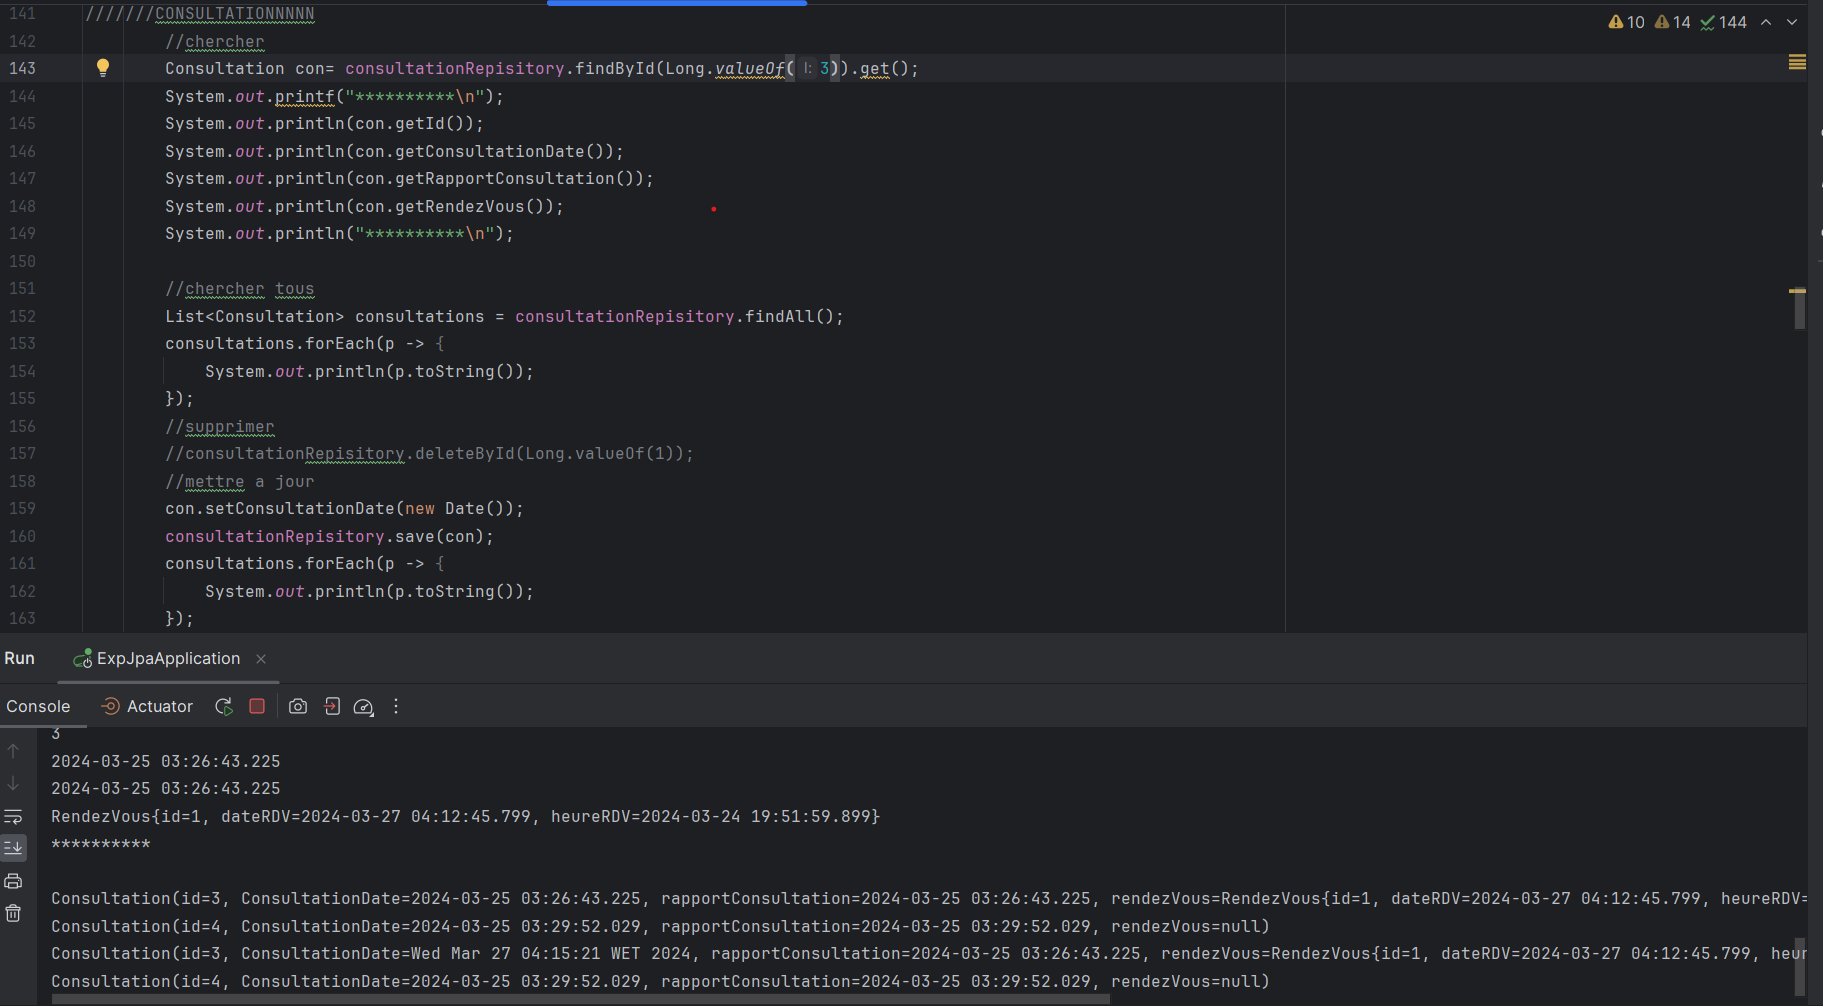 141 ///////CONSULTATIONNNNN
10 14 144
142 //chercher
143 Consultation con= consultationRepisitory.findById(Long.valueOf( l: 3)).get();
144 System.out.printf("**********\n");
145 System.out.println(con.getId());
146 System.out.println(con.getConsultationDate());
147 System.out.println(con.getRapportConsultation());
148 System.out.println(con.getRendezVous());
149 System.out.println("**********\n");
150
151 //chercher tous
152 List<Consultation> consultations = consultationRepisitory.findAll();
153 consultations.forEach(p -> {
154 System.out.println(p.toString());
155 });
156 //supprimer
157 //consultationRepisitory.deleteById(Long.valueOf(1));
158 //mettre a jour
159 con.setConsultationDate(new Date());
160 consultationRepisitory.save(con);
161 consultations.forEach(p -> {
162 System.out.println(p.toString());
163 });
Run ExpJpaApplication
Console Actuator
3
2024-03-25 03:26:43.225
2024-03-25 03:26:43.225
RendezVous{id=1, dateRDV=2024-03-27 04:12:45.799, heureRDV=2024-03-24 19:51:59.899}
**********
Consultation(id=3, ConsultationDate=2024-03-25 03:26:43.225, rapportConsultation=2024-03-25 03:26:43.225, rendezVous=RendezVous{id=1, dateRDV=2024-03-27 04:12:45.799, heureRDV=
Consultation(id=4, ConsultationDate=2024-03-25 03:29:52.029, rapportConsultation=2024-03-25 03:29:52.029, rendezVous=null)
Consultation(id=3, ConsultationDate=Wed Mar 27 04:15:21 WET 2024, rapportConsultation=2024-03-25 03:26:43.225, rendezVous=RendezVous{id=1, dateRDV=2024-03-27 04:12:45.799, heur
Consultation(id=4, ConsultationDate=2024-03-25 03:29:52.029, rapportConsultation=2024-03-25 03:29:52.029, rendezVous=null)